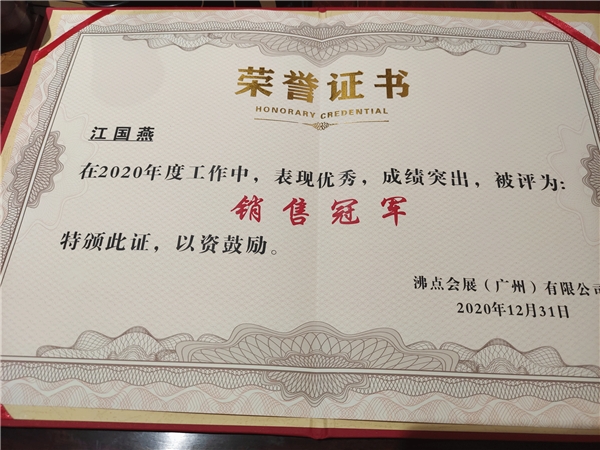 荣誉证书
HONORARY CREDENTIAL
江国燕
在2020年度工作中，表现优秀，成绩突出，被评为：
销售冠军
特颁此证，以资鼓励。
沸点会展（广州）有限公司
2020年12月31日